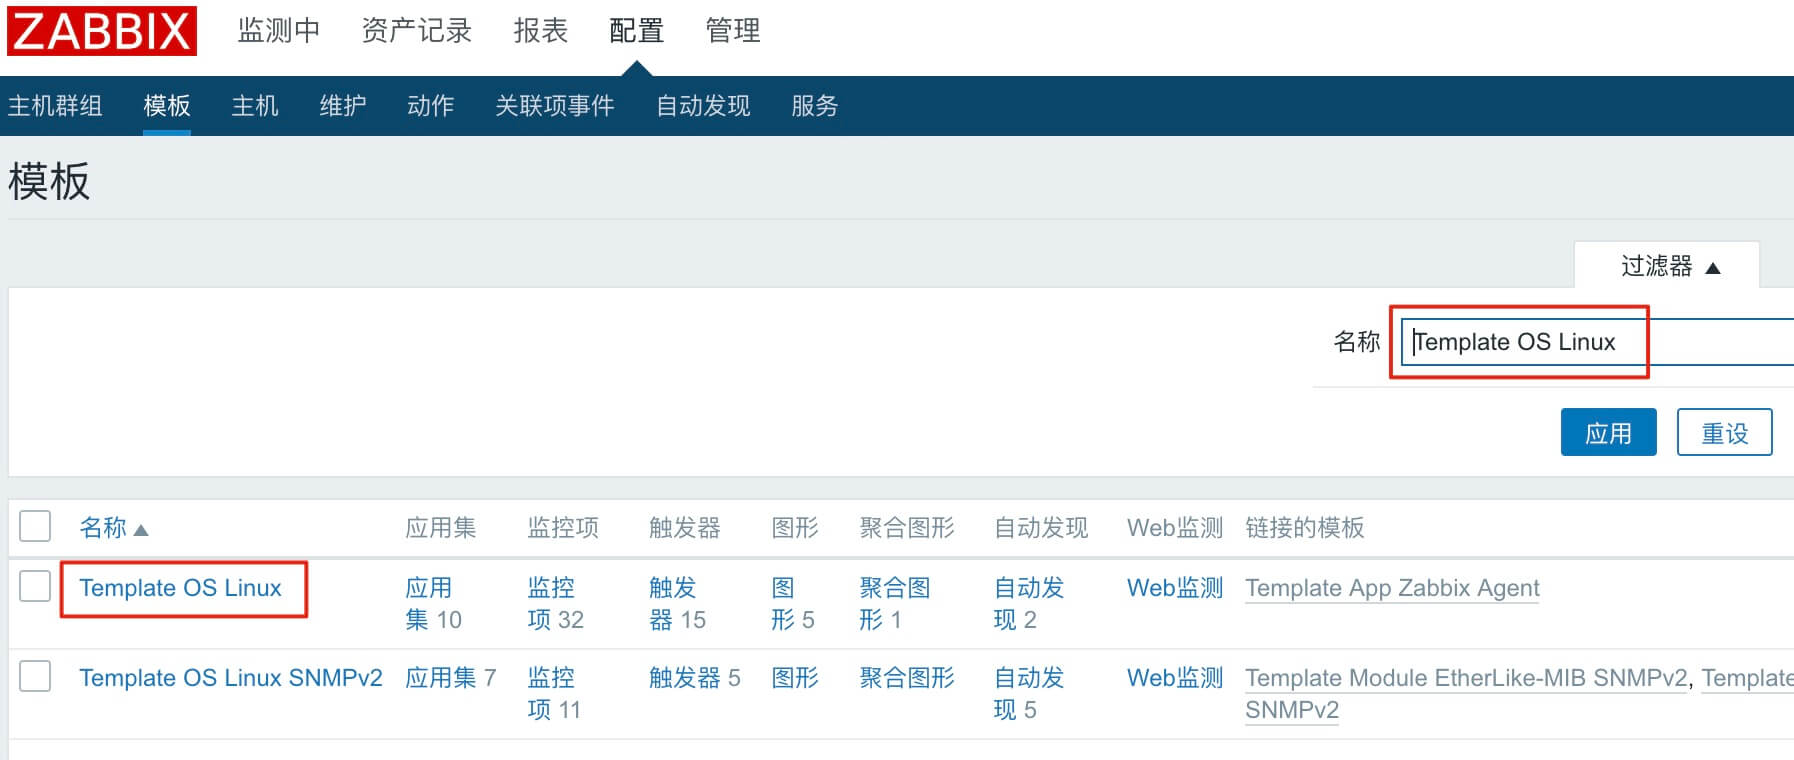 ZABBIX 监测中 资产记录 报表 配置 管理
主机群组 模板 主机 维护 动作 关联项事件 自动发现 服务
模板
过滤器 ▲
名称 Template OS Linux
应用 重设
名称 ▲ 应用集 监控项 触发器 图形 聚合图形 自动发现 Web监测 链接的模板
Template OS Linux 应用 监控 触发 图 聚合图 自动发 Web监测 Template App Zabbix Agent
集 10 项 32 器 15 形 5 形 1 现 2
Template OS Linux SNMPv2 应用集 7 监控 触发器 5 图形 聚合图形 自动发 Web监测 Template Module EtherLike-MIB SNMPv2, Template
项 11 现 5 SNMPv2